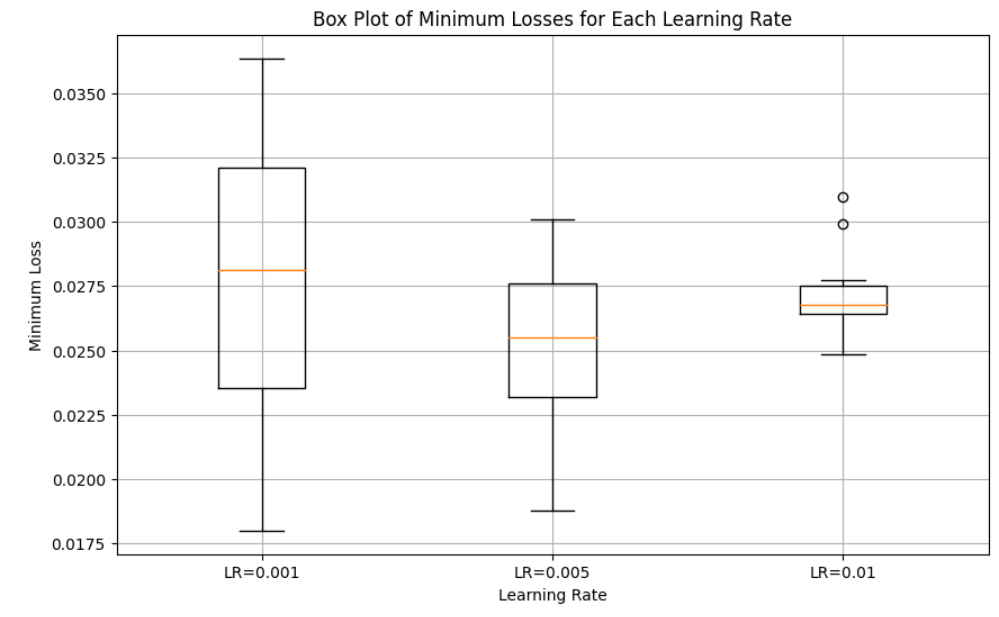 Box Plot of Minimum Losses for Each Learning Rate
Minimum Loss
0.0350
0.0325
0.0300
0.0275
0.0250
0.0225
0.0200
0.0175
LR=0.001
LR=0.005
LR=0.01
Learning Rate